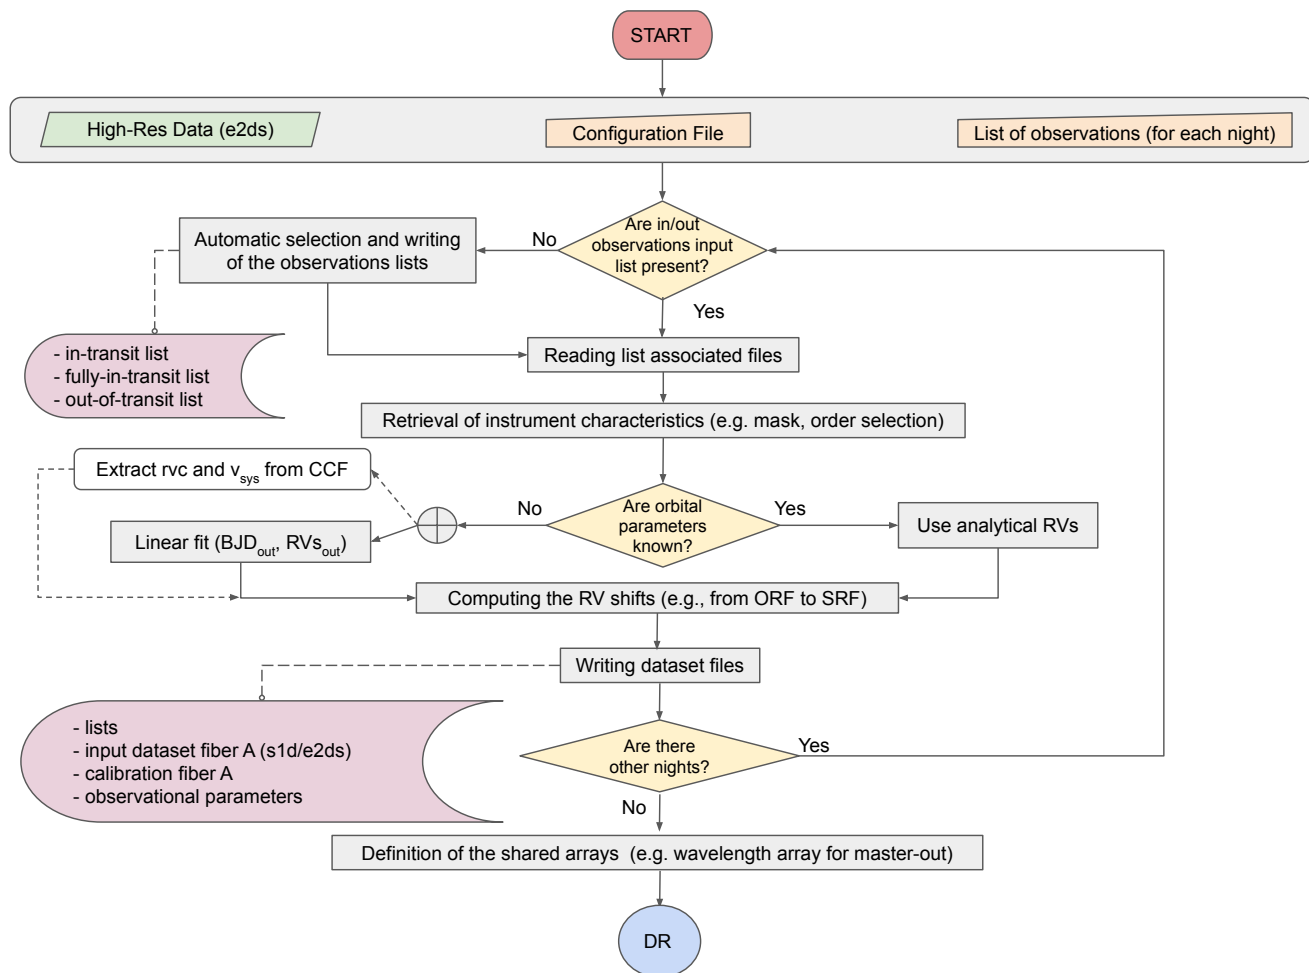 START
High-Res Data (e2ds)
Configuration File
List of observations (for each night)
Are in/out
observations input
list present?
No
Automatic selection and writing
of the observations lists
Yes
- in-transit list
- fully-in-transit list
- out-of-transit list
Reading list associated files
Retrieval of instrument characteristics (e.g. mask, order selection)
Extract rvc and v_sys from CCF
Are orbital
parameters
known?
No
Yes
Linear fit (BJD_out, RVs_out)
Use analytical RVs
Computing the RV shifts (e.g., from ORF to SRF)
Writing dataset files
- lists
- input dataset fiber A (s1d/e2ds)
- calibration fiber A
- observational parameters
Are there
other nights?
Yes
No
Definition of the shared arrays (e.g. wavelength array for master-out)
DR